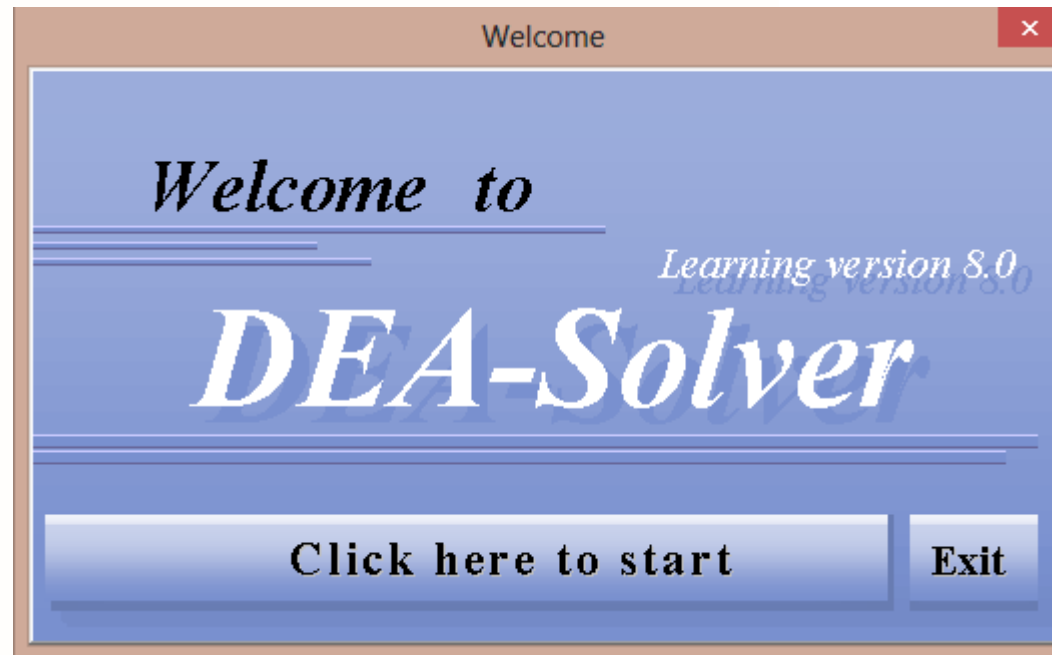 Welcome
Welcome to
Learning version 8.0
DEA-Solver
Click here to start
Exit